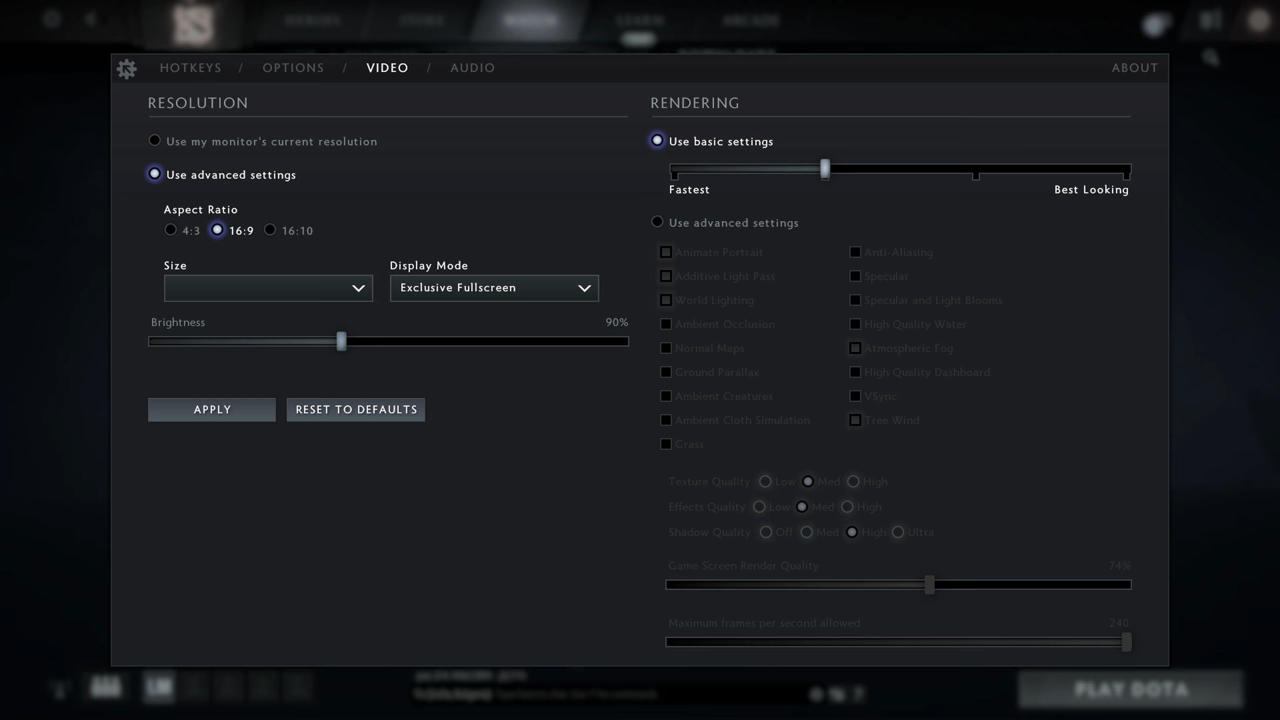 HEROES STORE WATCH LEARN ARCADE
HOTKEYS / OPTIONS / VIDEO / AUDIO ABOUT
RESOLUTION
Use my monitor's current resolution
Use advanced settings
Aspect Ratio
4:3 16:9 16:10
Size Display Mode
Exclusive Fullscreen
Brightness 90%
APPLY RESET TO DEFAULTS
RENDERING
Use basic settings
Fastest Best Looking
Use advanced settings
Animate Portrait Anti-Aliasing
Additive Light Pass Specular
World Lighting Specular and Light Blooms
Ambient Occlusion High Quality Water
Normal Maps Atmospheric Fog
Ground Parallax High Quality Dashboard
Ambient Creatures VSync
Ambient Cloth Simulation Tree Wind
Grass
Texture Quality Low Med High
Effects Quality Low Med High
Shadow Quality Off Med High Ultra
Game Screen Render Quality 74%
Maximum frames per second allowed 240
PLAY DOTA